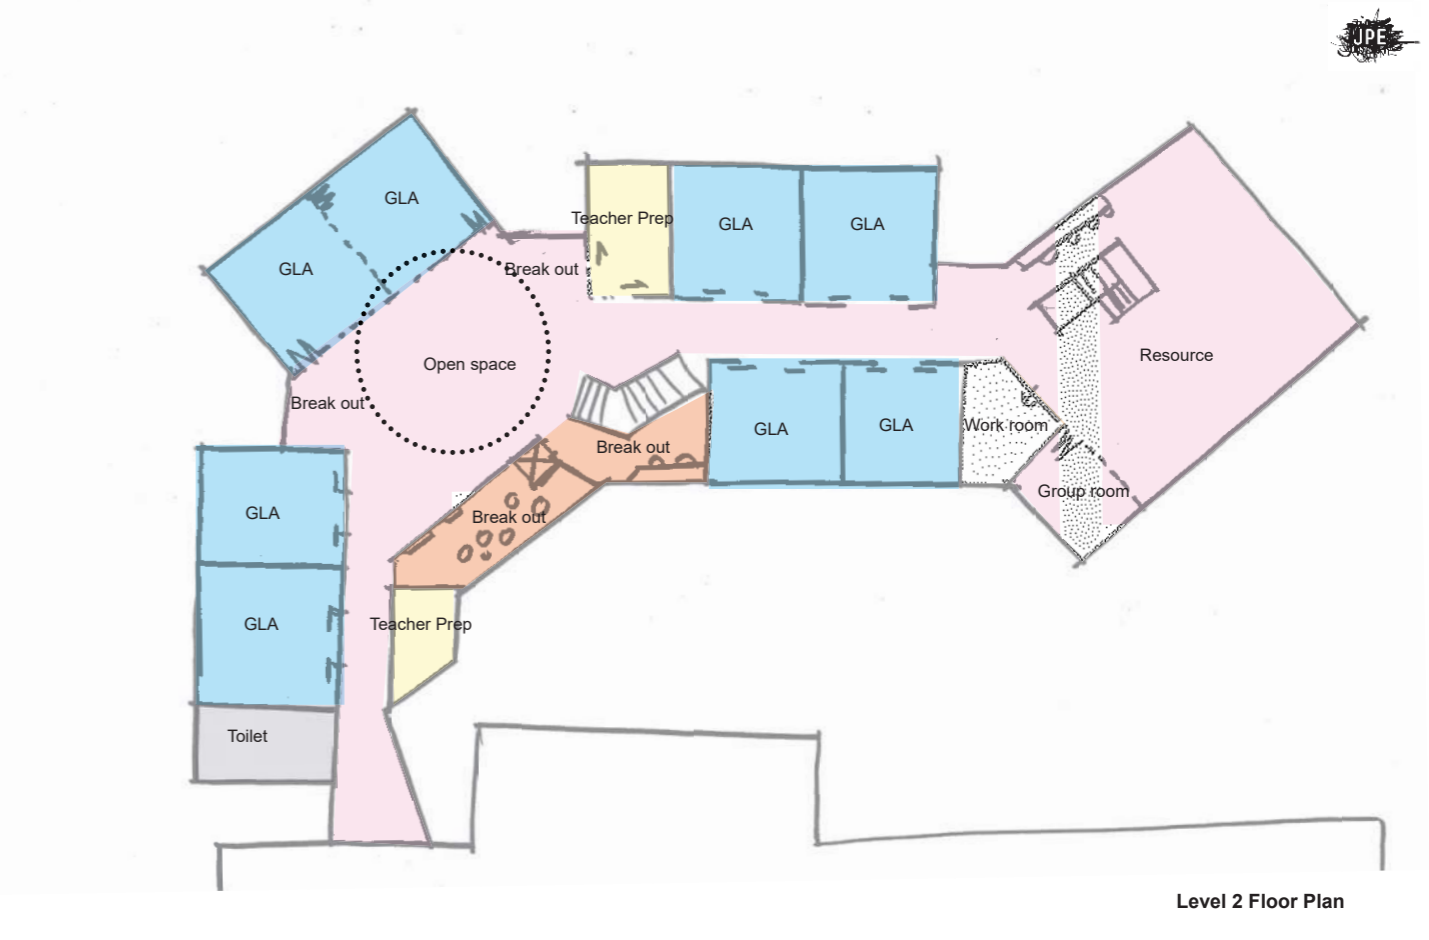 JPE
GLA
GLA
Teacher Prep
GLA
GLA
Break out
Open space
Resource
Break out
GLA
GLA
Work room
Break out
Group room
GLA
Break out
GLA
Teacher Prep
Toilet
Level 2 Floor Plan